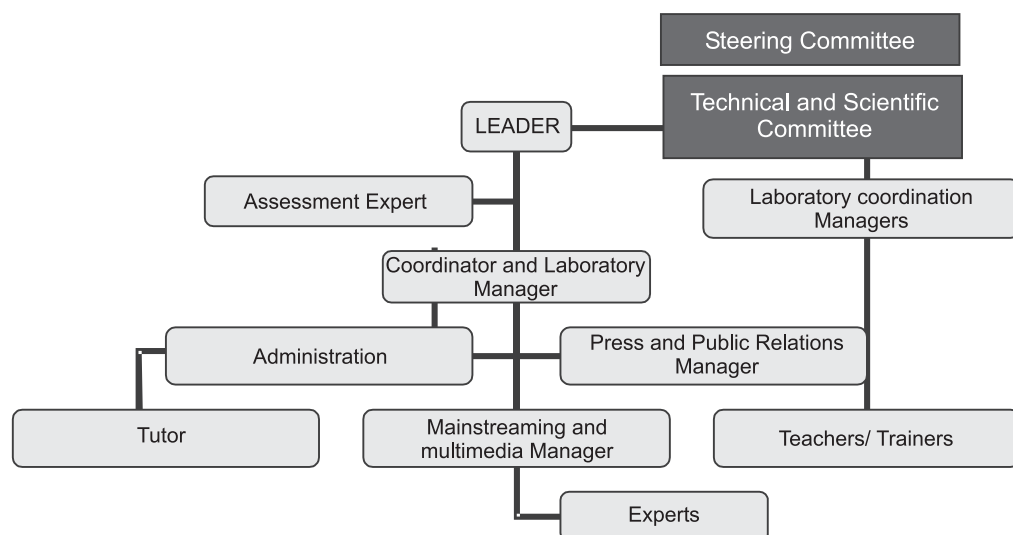 Steering Committee
Technical and Scientific
Committee
LEADER
Assessment Expert
Laboratory coordination
Managers
Coordinator and Laboratory
Manager
Administration
Press and Public Relations
Manager
Tutor
Mainstreaming and
multimedia Manager
Teachers/ Trainers
Experts